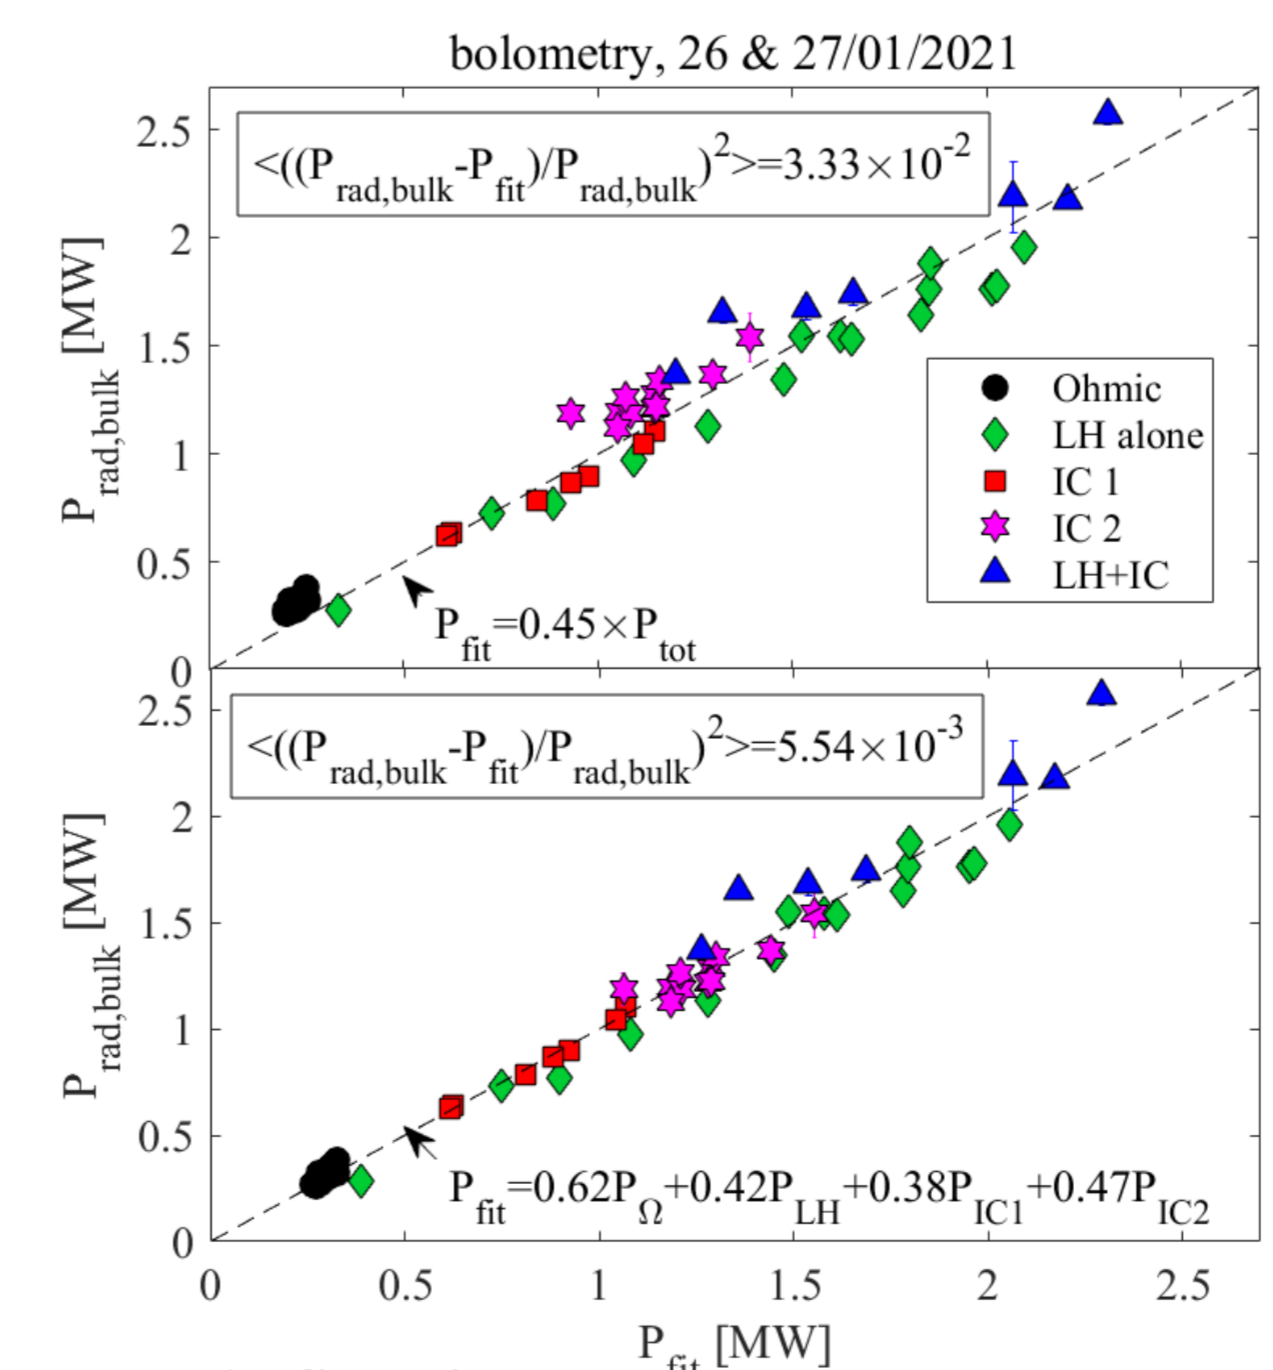 bolometry, 26 & 27/01/2021
<((P_rad,bulk-P_fit)/P_rad,bulk)^2>=3.33×10^-2
P_rad,bulk [MW]
2.5
2
1.5
1
0.5
0
Ohmic
LH alone
IC 1
IC 2
LH+IC
P_fit=0.45×P_tot
<((P_rad,bulk-P_fit)/P_rad,bulk)^2>=5.54×10^-3
P_rad,bulk [MW]
2.5
2
1.5
1
0.5
0
P_fit=0.62P_Ω+0.42P_LH+0.38P_IC1+0.47P_IC2
0 0.5 1 1.5 2 2.5
P_fit [MW]